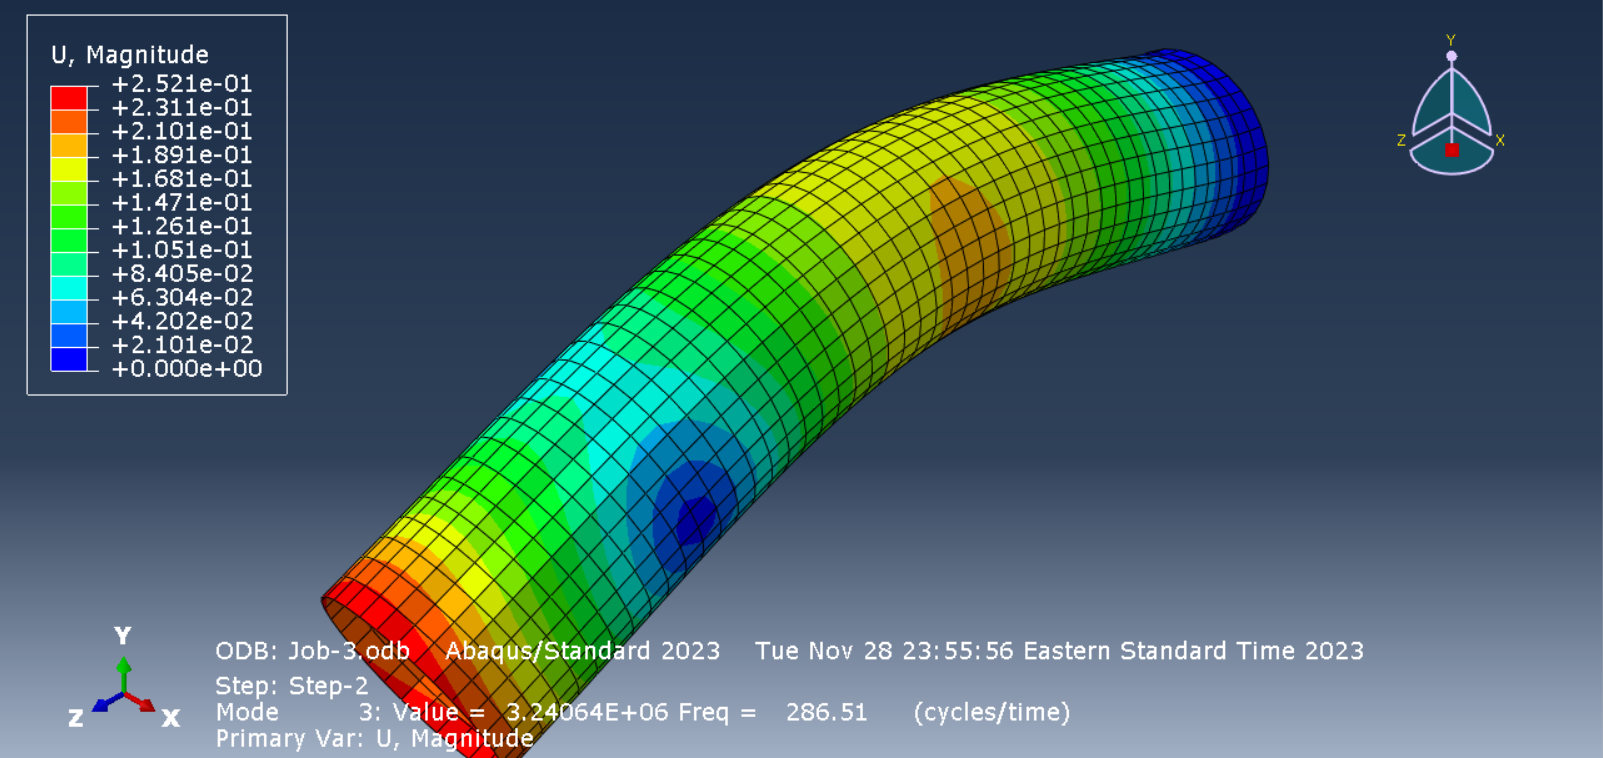 U, Magnitude
+2.521e-01
+2.311e-01
+2.101e-01
+1.891e-01
+1.681e-01
+1.471e-01
+1.261e-01
+1.051e-01
+8.405e-02
+6.304e-02
+4.202e-02
+2.101e-02
+0.000e+00
Y
Z X
Y
Z X
ODB: Job-3.odb Abaqus/Standard 2023 Tue Nov 28 23:55:56 Eastern Standard Time 2023
Step: Step-2
Mode 3: Value = 3.24064E+06 Freq = 286.51 (cycles/time)
Primary Var: U, Magnitude